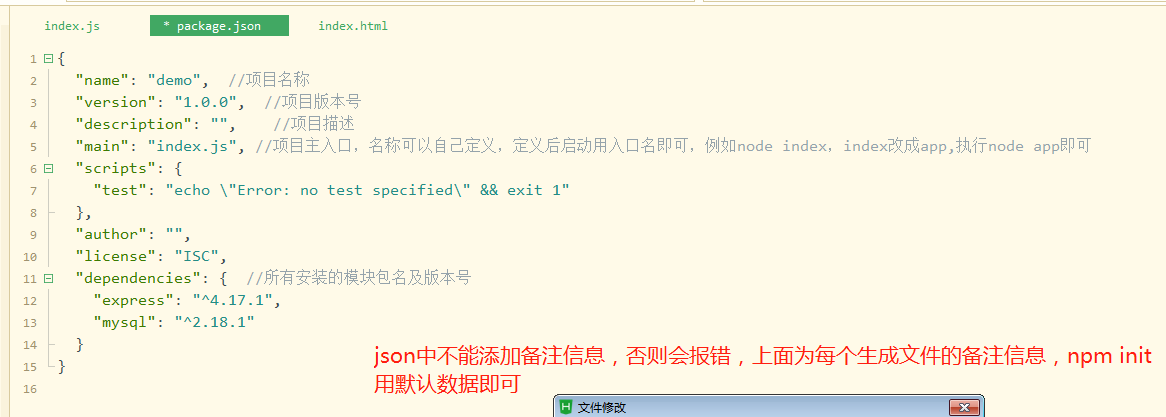 index.js * package.json index.html
1 {
2 "name": "demo", //项目名称
3 "version": "1.0.0", //项目版本号
4 "description": "", //项目描述
5 "main": "index.js", //项目主入口，名称可以自己定义，定义后启动用入口名即可，例如node index，index改成app,执行node app即可
6 "scripts": {
7 "test": "echo \"Error: no test specified\" && exit 1"
8 },
9 "author": "",
10 "license": "ISC",
11 "dependencies": { //所有安装的模块包名及版本号
12 "express": "^4.17.1",
13 "mysql": "^2.18.1"
14 }
15 }
16
json中不能添加备注信息，否则会报错，上面为每个生成文件的备注信息，npm init
用默认数据即可
H 文件修改